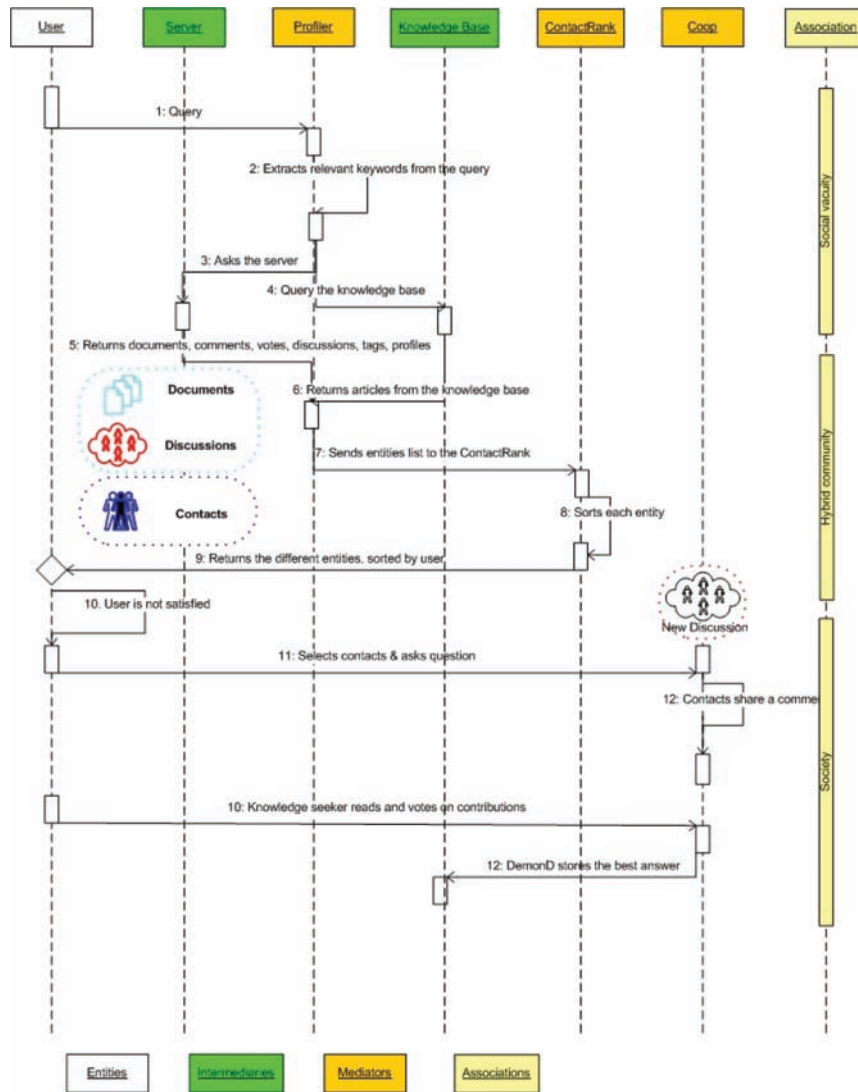 User
Server
Profiler
Knowledge Base
ContactRank
Coop
Association
1: Query
2: Extracts relevant keywords from the query
Social vacuity
3: Asks the server
4: Query the knowledge base
5: Returns documents, comments, votes, discussions, tags, profiles
Documents
6: Returns articles from the knowledge base
Discussions
7: Sends entities list to the ContactRank
Hybrid community
Contacts
8: Sorts each entity
9: Returns the different entities, sorted by user
10. User is not satisfied
New Discussion
11: Selects contacts & asks question
12: Contacts share a comme
Society
10: Knowledge seeker reads and votes on contributions
12: DemonD stores the best answer
Entities
Intermediaries
Mediators
Associations